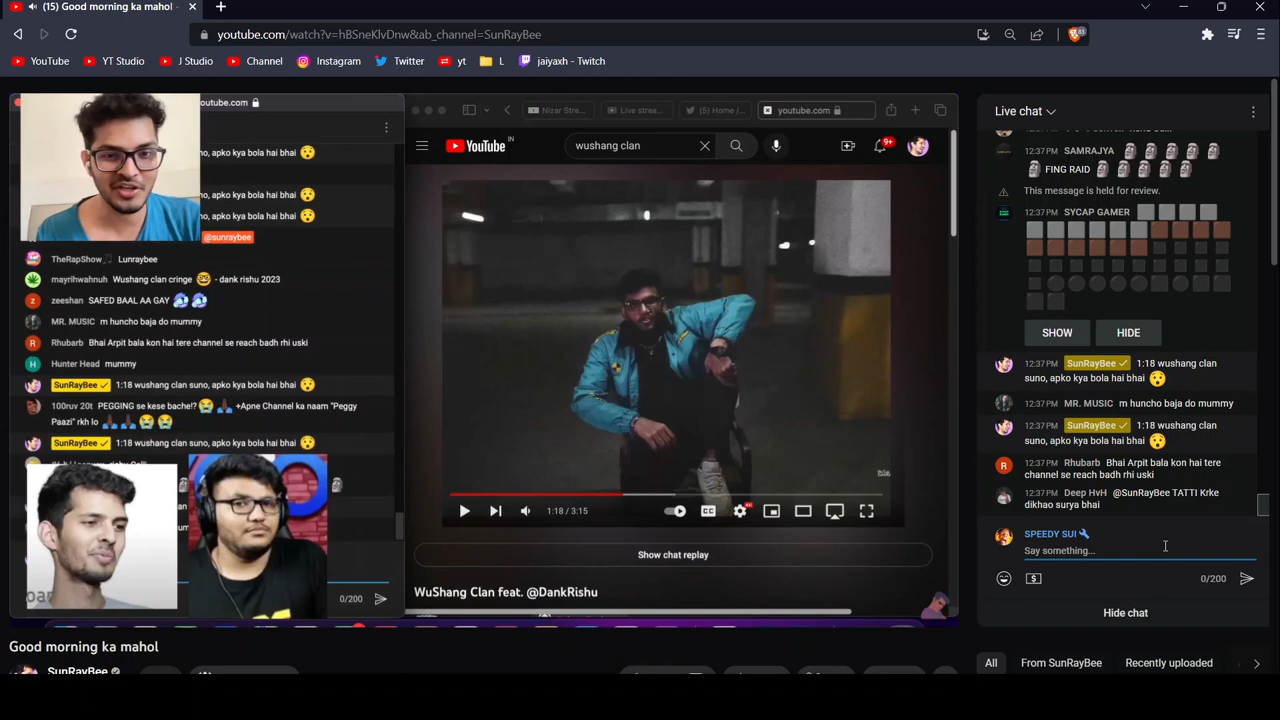 (15) Good morning ka mahol
youtube.com/watch?v=hBSneKlvDnw&ab_channel=SunRayBee
YouTube
YT Studio
J Studio
Channel
Instagram
Twitter
yt
L
jaiyaxh - Twitch
outube.com
ho, apko kya bola hai bhai
ho, apko kya bola hai bhai
ho, apko kya bola hai bhai
@sunraybee
TheRapShow Lunraybee
mayrihwahnuh Wushang clan cringe 🤓 - dank rishu 2023
zeeshan SAFED BAAL AA GAY
MR. MUSIC m huncho baja do mummy
Rhubarb Bhai Arpit bala kon hai tere channel se reach badh rhi uski
Hunter Head mummy
SunRayBee 1:18 wushang clan suno, apko kya bola hai bhai 😯
100ruv 20t PEGGING se kese bache!?😭 +Apne Channel ka naam "Peggy
Paazi" rkh lo
SunRayBee 1:18 wushang clan suno, apko kya bola hai bhai 😯
0/200
Nizar Stre...
Live strea...
(5) Home /...
youtube.com
YouTube IN
wushang clan
9+
1:18 / 3:15
Show chat replay
WuShang Clan feat. @DankRishu
Good morning ka mahol
SunRayBee
Live chat
12:37 PM SAMRAJYA 🗿 🗿 🗿 🗿 🗿
🗿 FING RAID 🗿 🗿 🗿 🗿 🗿
This message is held for review.
12:37 PM SYCAP GAMER
SHOW
HIDE
12:37 PM SunRayBee 1:18 wushang clan
suno, apko kya bola hai bhai 😯
12:37 PM MR. MUSIC m huncho baja do mummy
12:37 PM SunRayBee 1:18 wushang clan
suno, apko kya bola hai bhai 😯
12:37 PM Rhubarb Bhai Arpit bala kon hai tere
channel se reach badh rhi uski
12:37 PM Deep HvH @SunRayBee TATTI Krke
dikhao surya bhai
SPEEDY SUI
Say something...
0/200
Hide chat
All
From SunRayBee
Recently uploaded